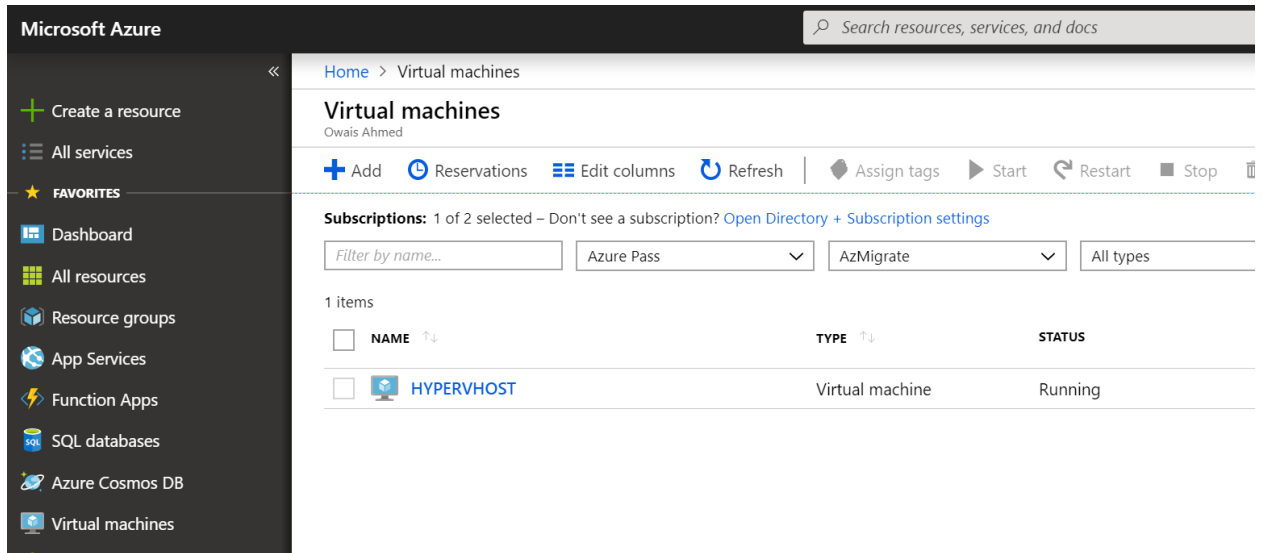 Microsoft Azure
Search resources, services, and docs
«
Create a resource
All services
FAVORITES
Dashboard
All resources
Resource groups
App Services
Function Apps
SQL databases
Azure Cosmos DB
Virtual machines
Home > Virtual machines
Virtual machines
Owais Ahmed
Add Reservations Edit columns Refresh Assign tags Start Restart Stop
Subscriptions: 1 of 2 selected – Don't see a subscription? Open Directory + Subscription settings
Filter by name... Azure Pass AzMigrate All types
1 items
NAME ↑↓ TYPE ↑↓ STATUS
HYPERVHOST Virtual machine Running
SQL